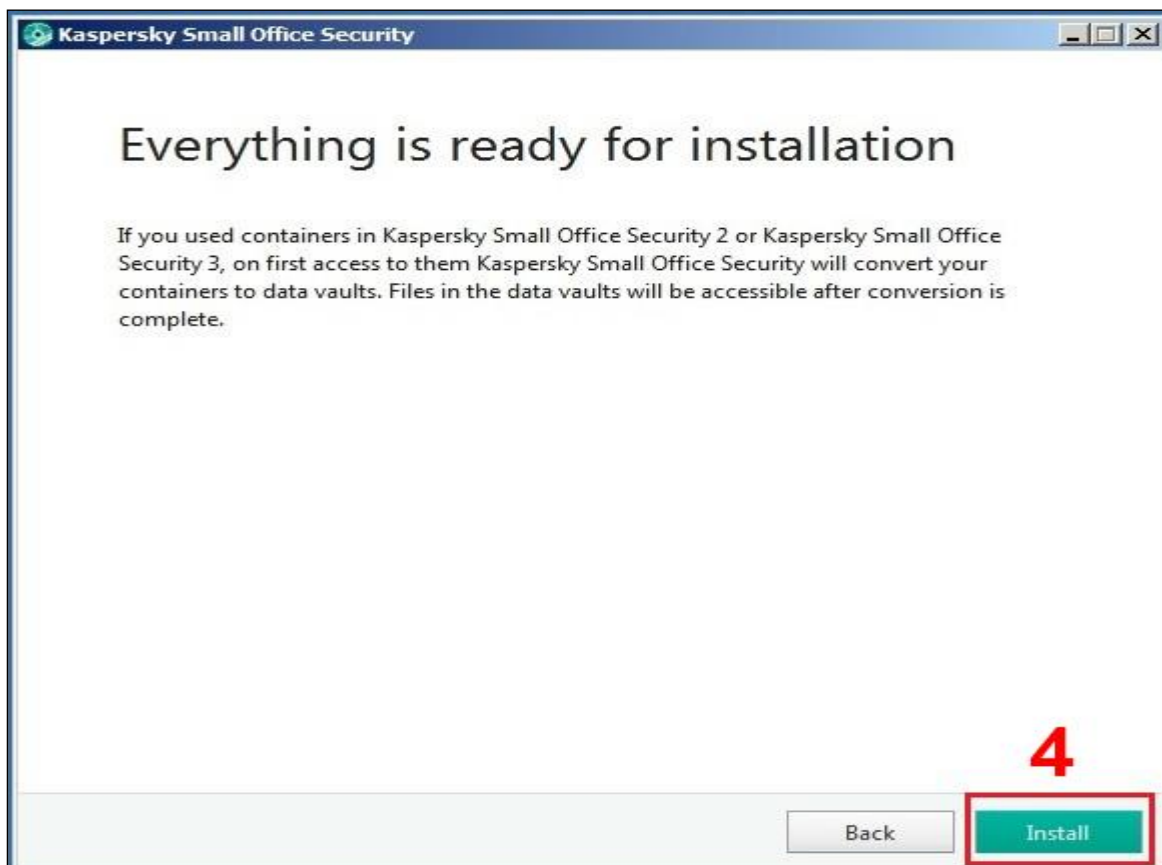 Kaspersky Small Office Security
Everything is ready for installation
If you used containers in Kaspersky Small Office Security 2 or Kaspersky Small Office
Security 3, on first access to them Kaspersky Small Office Security will convert your
containers to data vaults. Files in the data vaults will be accessible after conversion is
complete.
4
Back Install